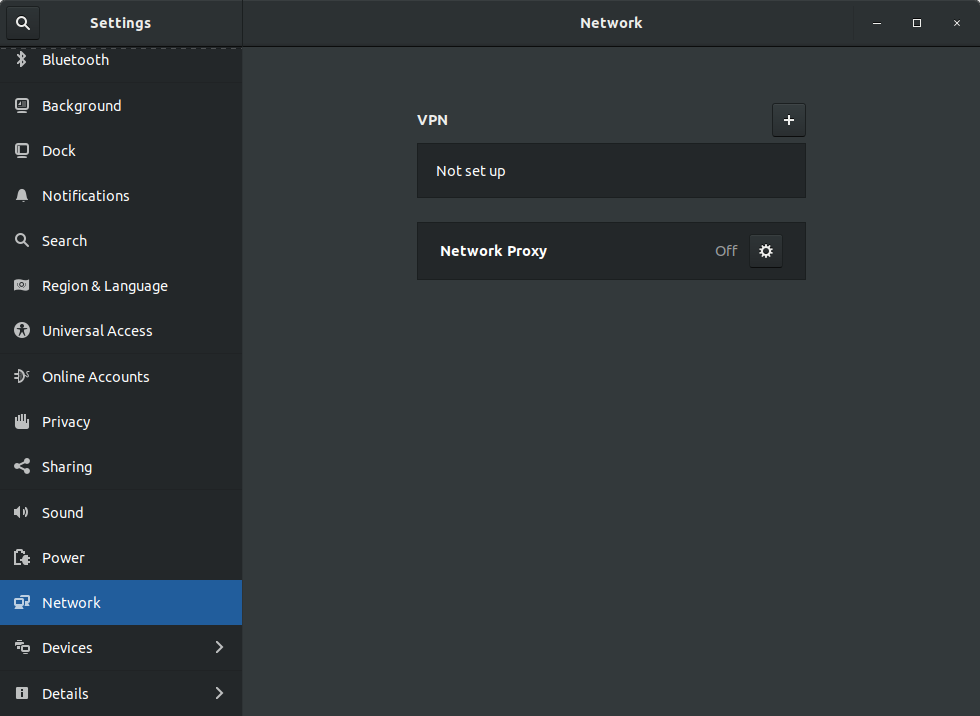 Settings
Network
Bluetooth
Background
Dock
Notifications
Search
Region & Language
Universal Access
Online Accounts
Privacy
Sharing
Sound
Power
Network
Devices
Details
VPN
Not set up
Network Proxy Off